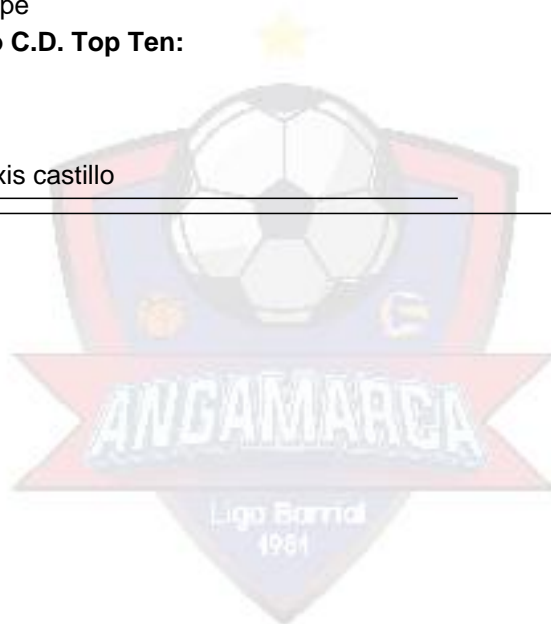 pe
o C.D. Top Ten:
xis castillo
ANGAMARCA
Liga Barrial
1981